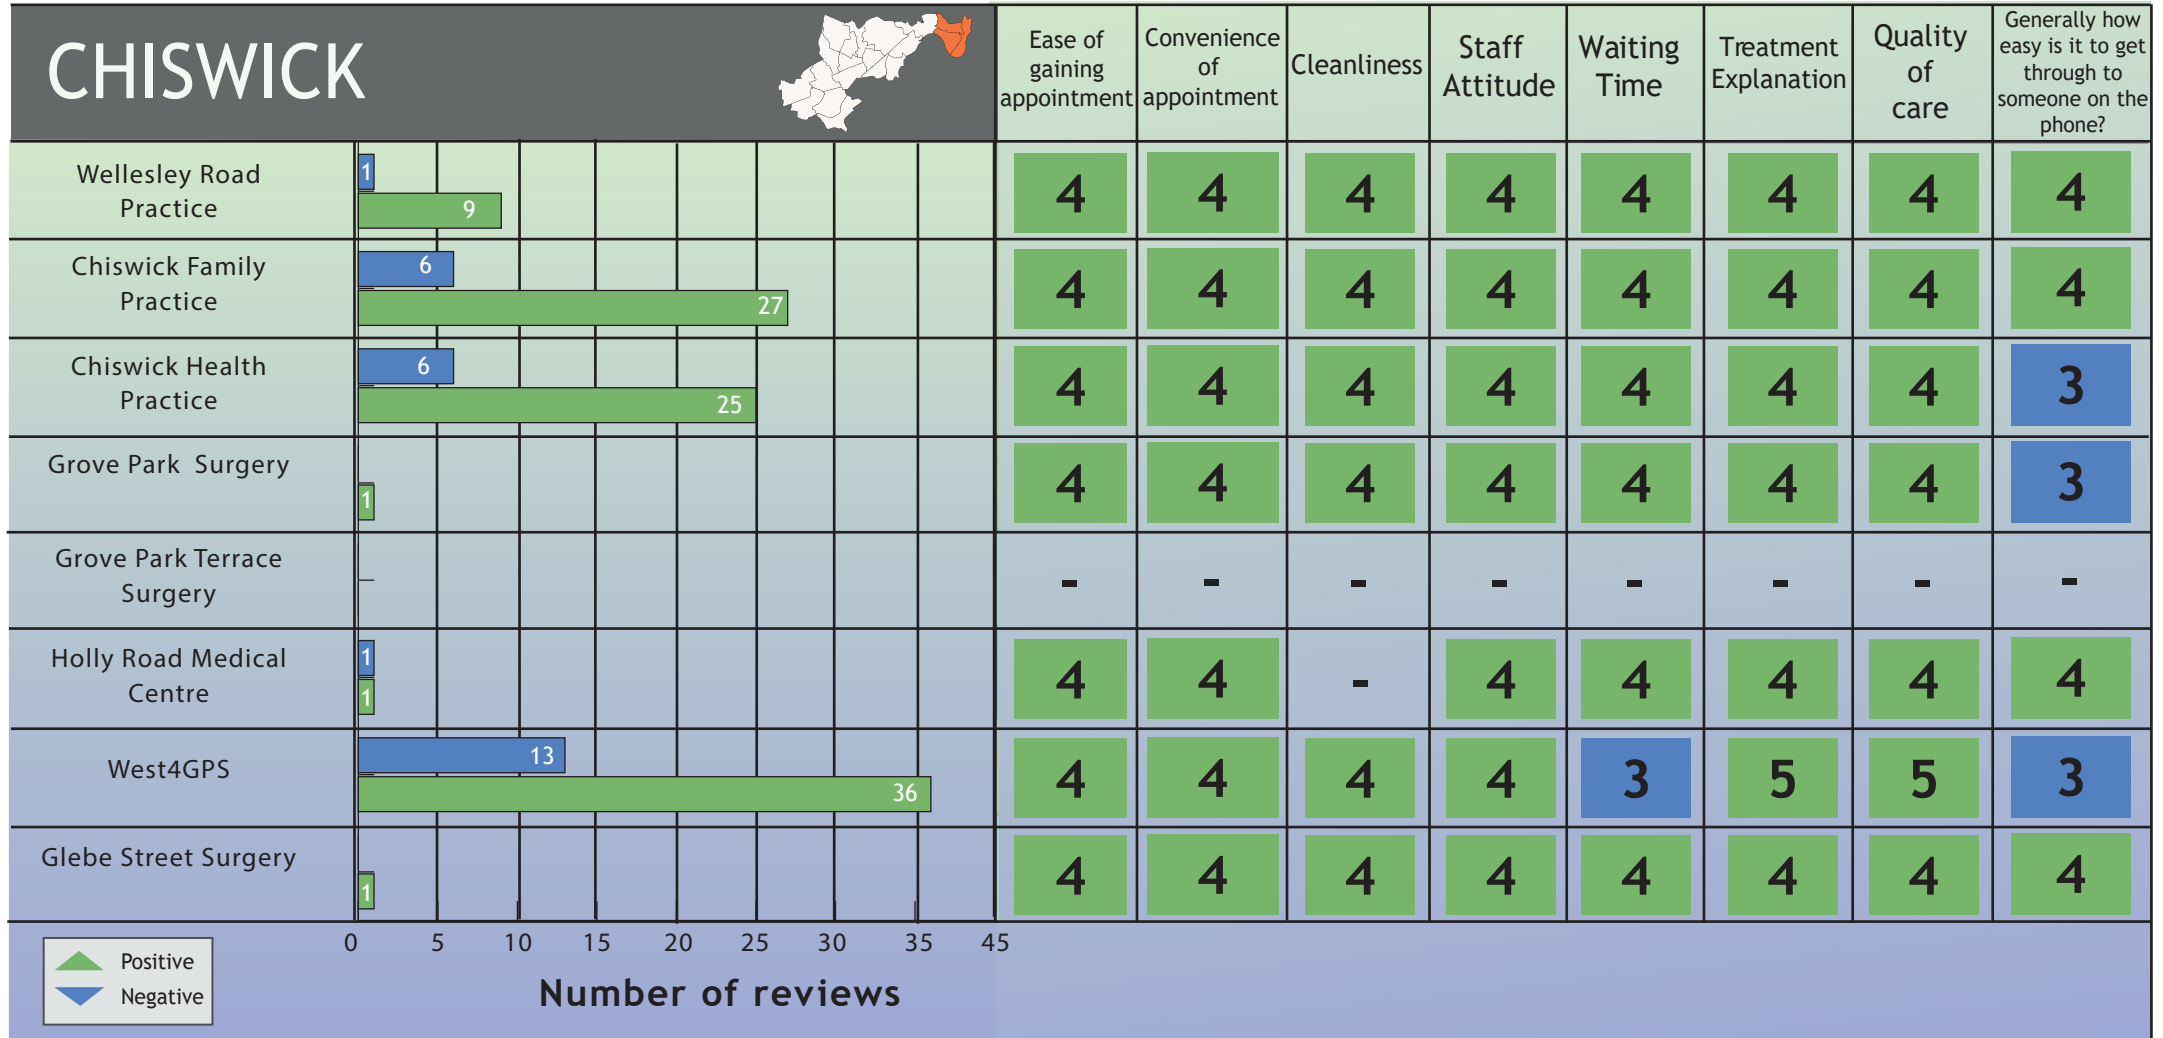 CHISWICK
Ease of
gaining
appointment
Convenience
of
appointment
Cleanliness
Staff
Attitude
Waiting
Time
Treatment
Explanation
Quality
of
care
Generally how
easy is it to get
through to
someone on the
phone?
Wellesley Road
Practice
1
9
4 4 4 4 4 4 4 4
Chiswick Family
Practice
6
27
4 4 4 4 4 4 4 4
Chiswick Health
Practice
6
25
4 4 4 4 4 4 4 3
Grove Park Surgery
1
4 4 4 4 4 4 4 3
Grove Park Terrace
Surgery
- - - - - - - -
Holly Road Medical
Centre
1
1
4 4 - 4 4 4 4 4
West4GPS
13
36
4 4 4 4 3 5 5 3
Glebe Street Surgery
1
4 4 4 4 4 4 4 4
0 5 10 15 20 25 30 35 45
Number of reviews
Positive
Negative